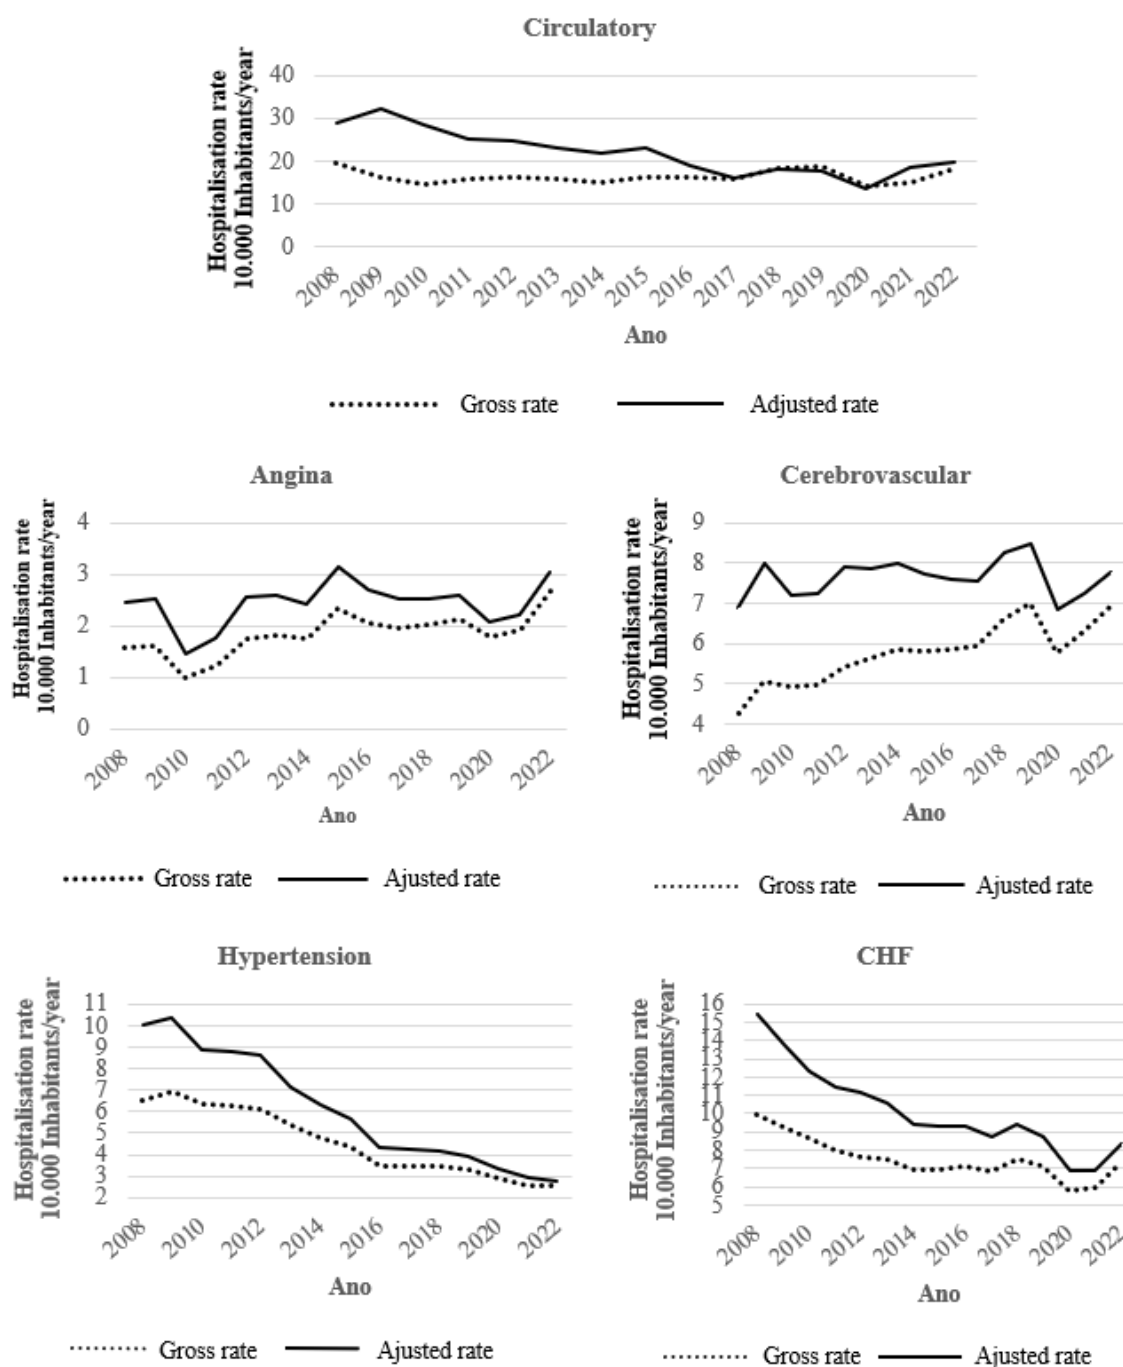 Circulatory
Hospitalisation rate
10.000 Inhabitants/year
40
30
20
10
0
2008
2009
2010
2011
2012
2013
2014
2015
2016
2017
2018
2019
2020
2021
2022
Ano
Gross rate
Adjusted rate
Angina
Hospitalisation rate
10.000 Inhabitants/year
4
3
2
1
0
2008
2010
2012
2014
2016
2018
2020
2022
Ano
Gross rate
Ajusted rate
Cerebrovascular
Hospitalisation rate
10.000 Inhabitants/year
9
8
7
6
5
4
2008
2010
2012
2014
2016
2018
2020
2022
Ano
Gross rate
Ajusted rate
Hypertension
Hospitalisation rate
10.000 Inhabitants/year
11
10
9
8
7
6
5
4
3
2
2008
2010
2012
2014
2016
2018
2020
2022
Ano
Gross rate
Ajusted rate
CHF
Hospitalisation rate
10.000 Inhabitants/year
16
15
14
13
12
11
10
9
8
7
6
5
2008
2010
2012
2014
2016
2018
2020
2022
Ano
Gross rate
Ajusted rate